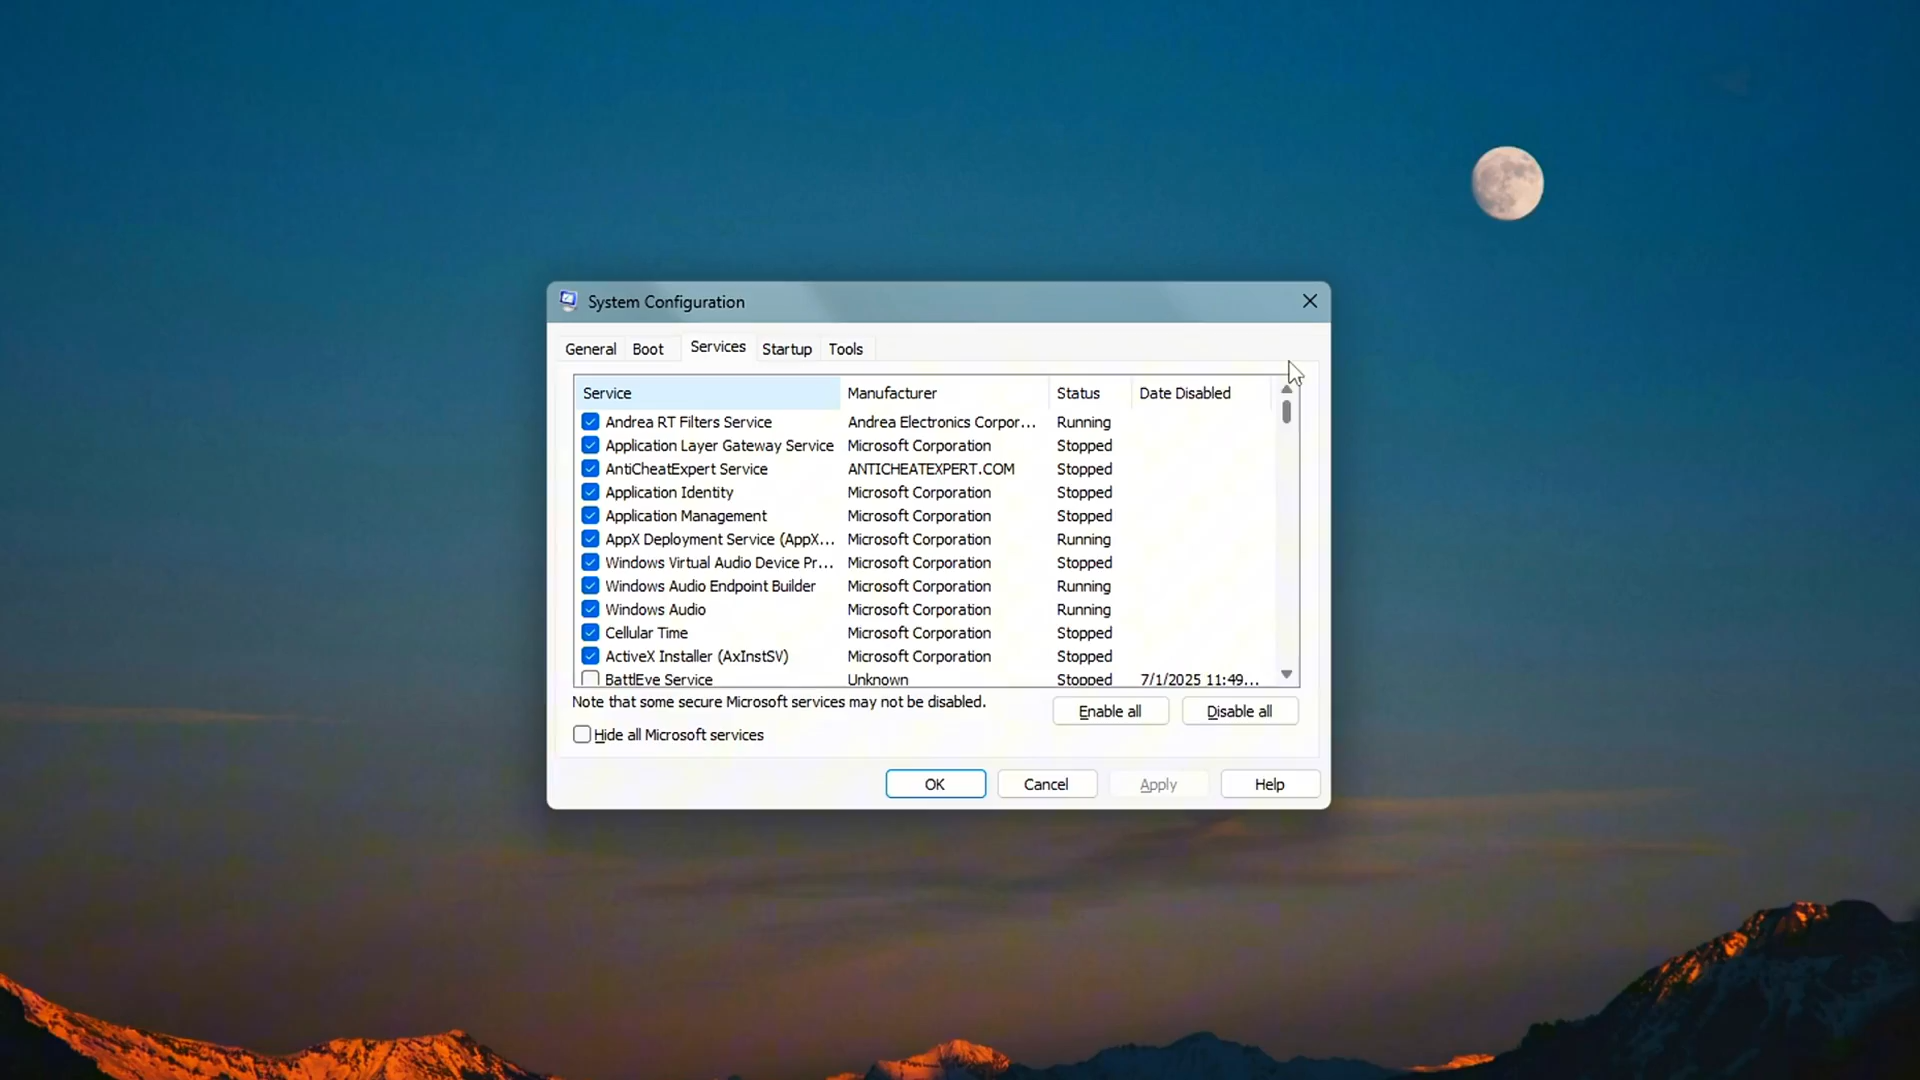 System Configuration
General Boot Services Startup Tools
Service Manufacturer Status Date Disabled
Andrea RT Filters Service Andrea Electronics Corpor... Running
Application Layer Gateway Service Microsoft Corporation Stopped
AntiCheatExpert Service ANTICHEATEXPERT.COM Stopped
Application Identity Microsoft Corporation Stopped
Application Management Microsoft Corporation Stopped
AppX Deployment Service (AppX... Microsoft Corporation Running
Windows Virtual Audio Device Pr... Microsoft Corporation Stopped
Windows Audio Endpoint Builder Microsoft Corporation Running
Windows Audio Microsoft Corporation Running
Cellular Time Microsoft Corporation Stopped
ActiveX Installer (AxInstSV) Microsoft Corporation Stopped
BattlEye Service Unknown Stopped 7/1/2025 11:49...
Note that some secure Microsoft services may not be disabled.
Enable all Disable all
Hide all Microsoft services
OK Cancel Apply Help